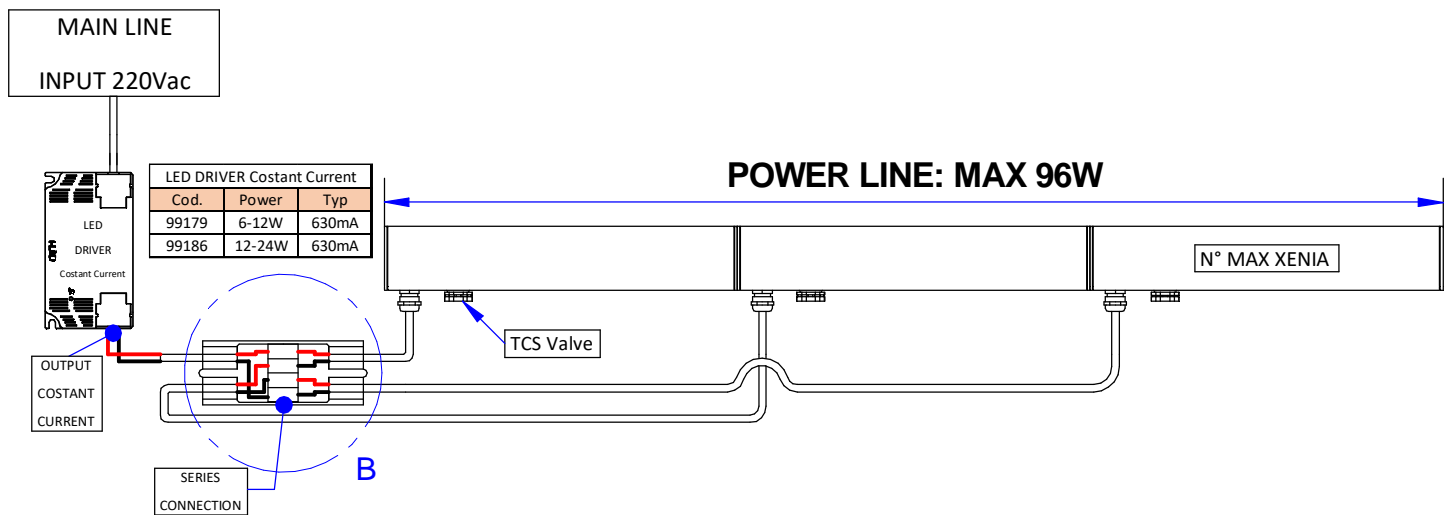 MAIN LINE
INPUT 220Vac
LED DRIVER Costant Current
Cod. Power Typ
99179 6-12W 630mA
99186 12-24W 630mA
POWER LINE: MAX 96W
LED
DRIVER
Costant Current
N° MAX XENIA
TCS Valve
OUTPUT
COSTANT
CURRENT
B
SERIES
CONNECTION